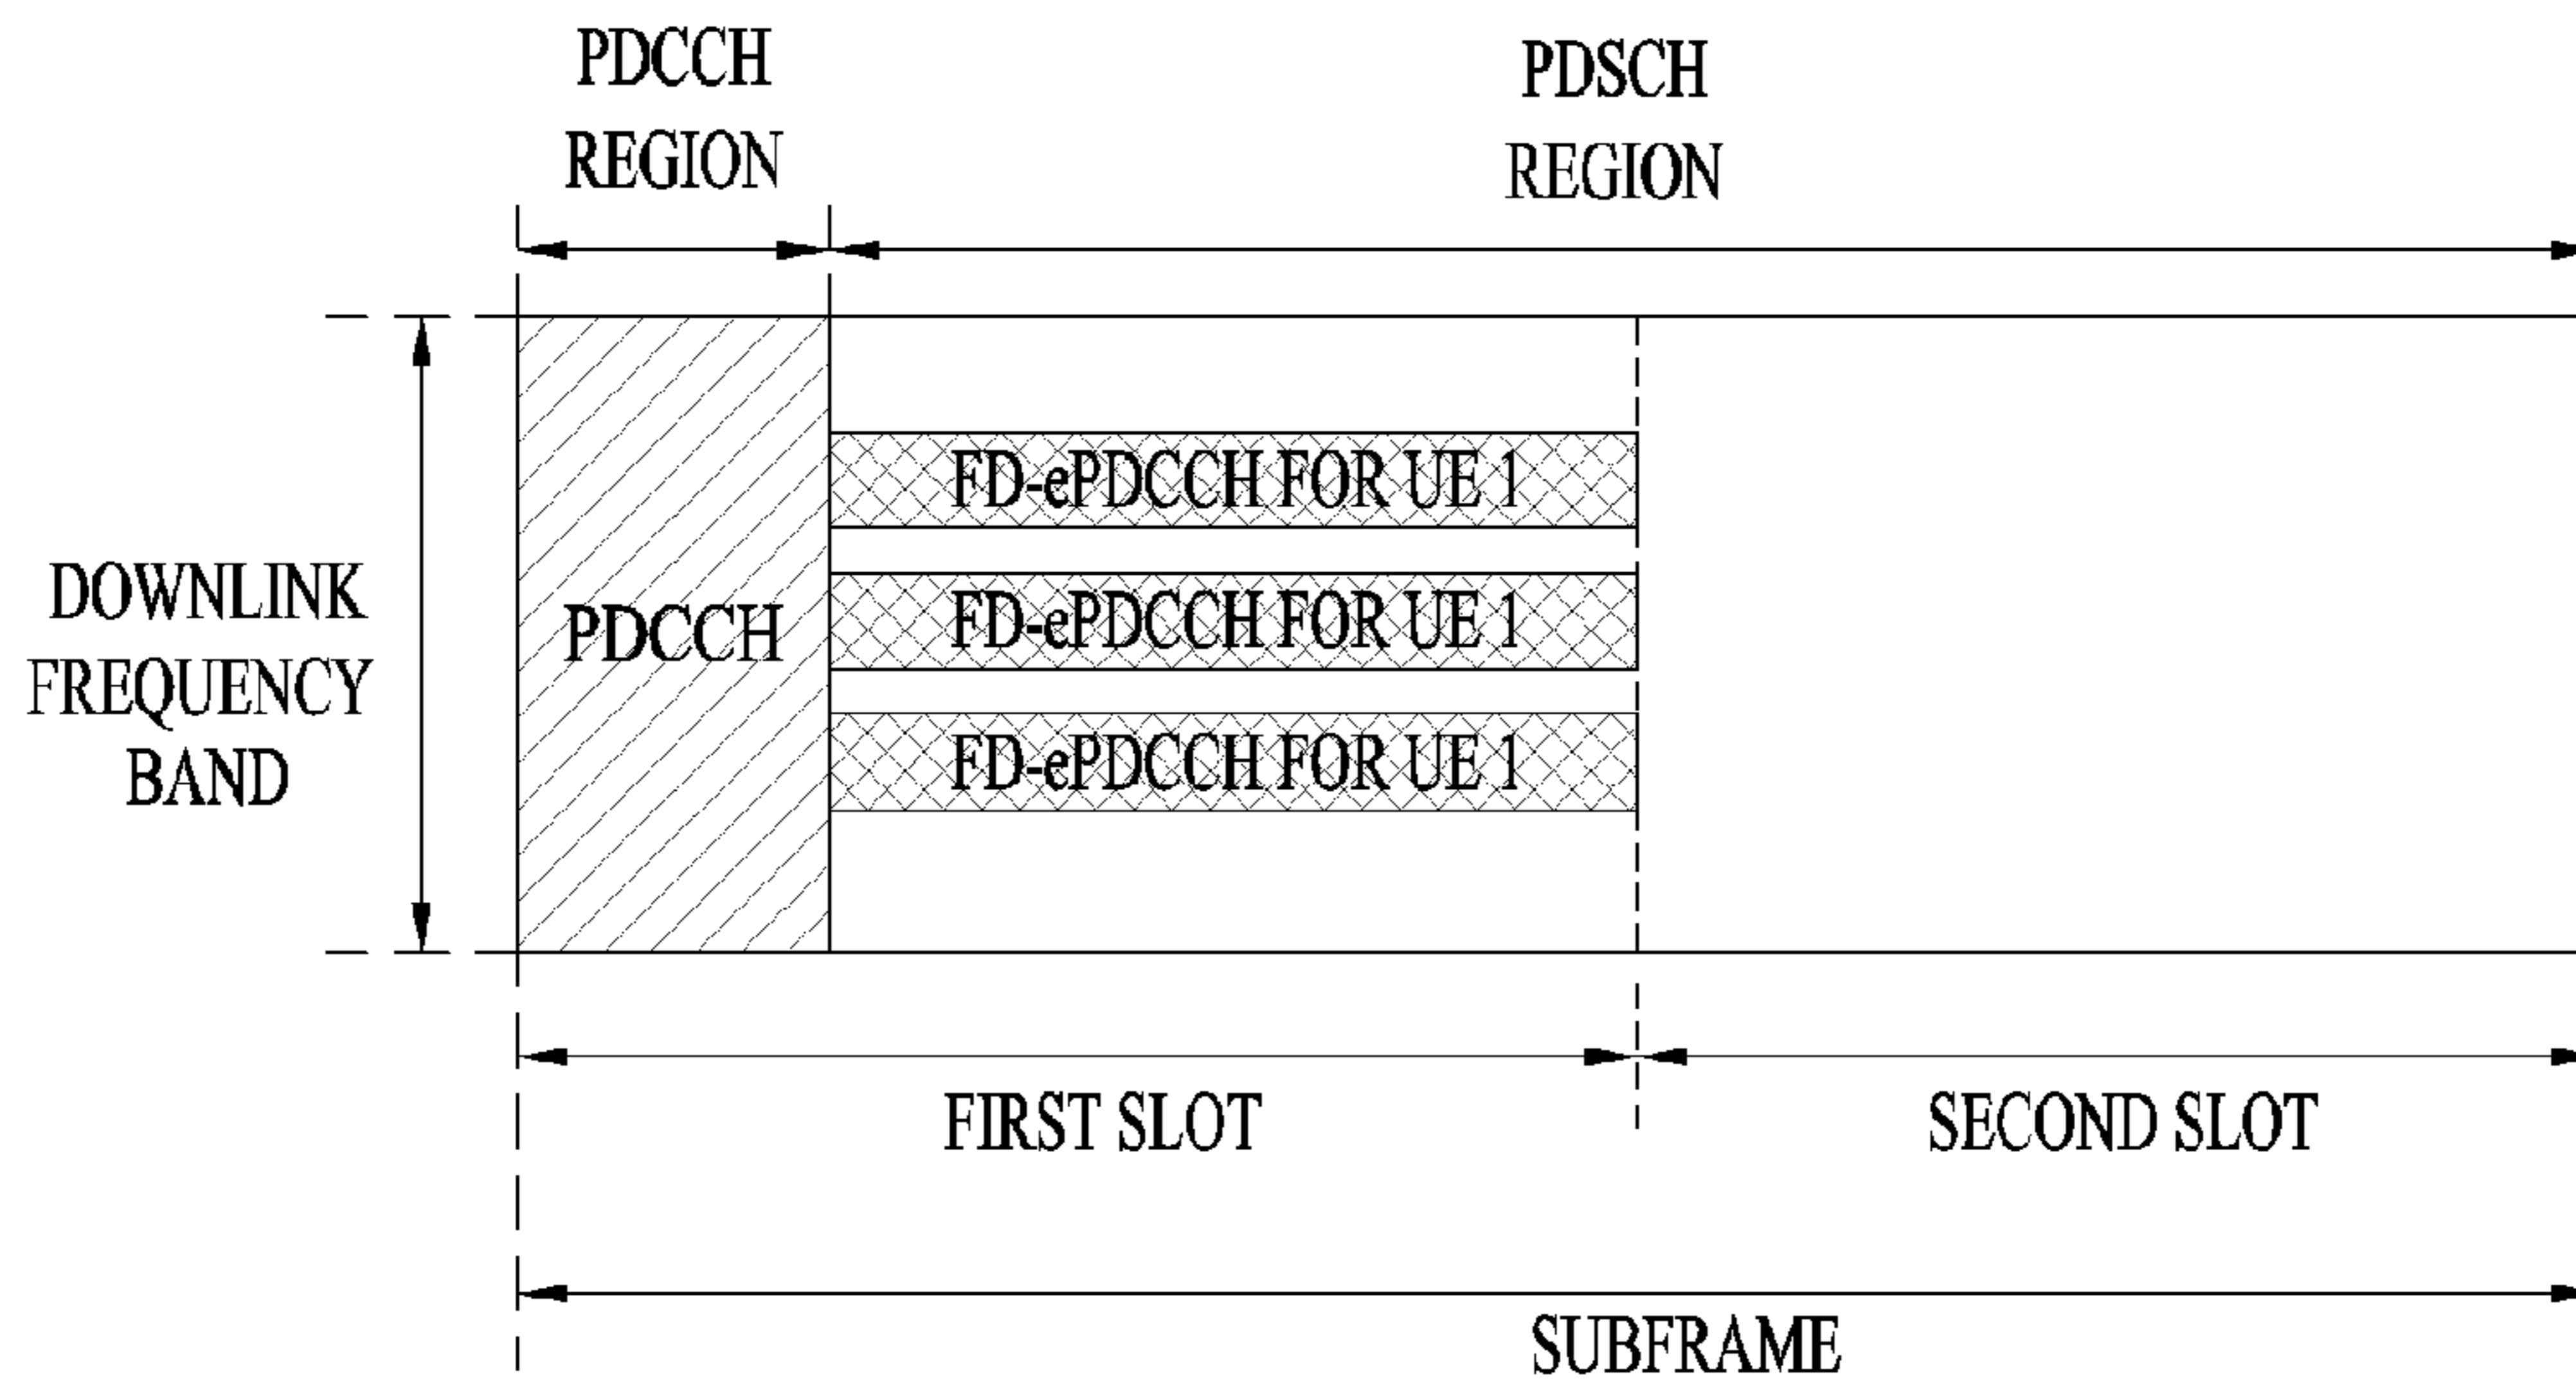 PDCCH
REGION
PDSCH
REGION
DOWNLINK
FREQUENCY
BAND
PDCCH
FD-ePDCCH FOR UE 1
FD-ePDCCH FOR UE 1
FD-ePDCCH FOR UE 1
FIRST SLOT
SECOND SLOT
SUBFRAME